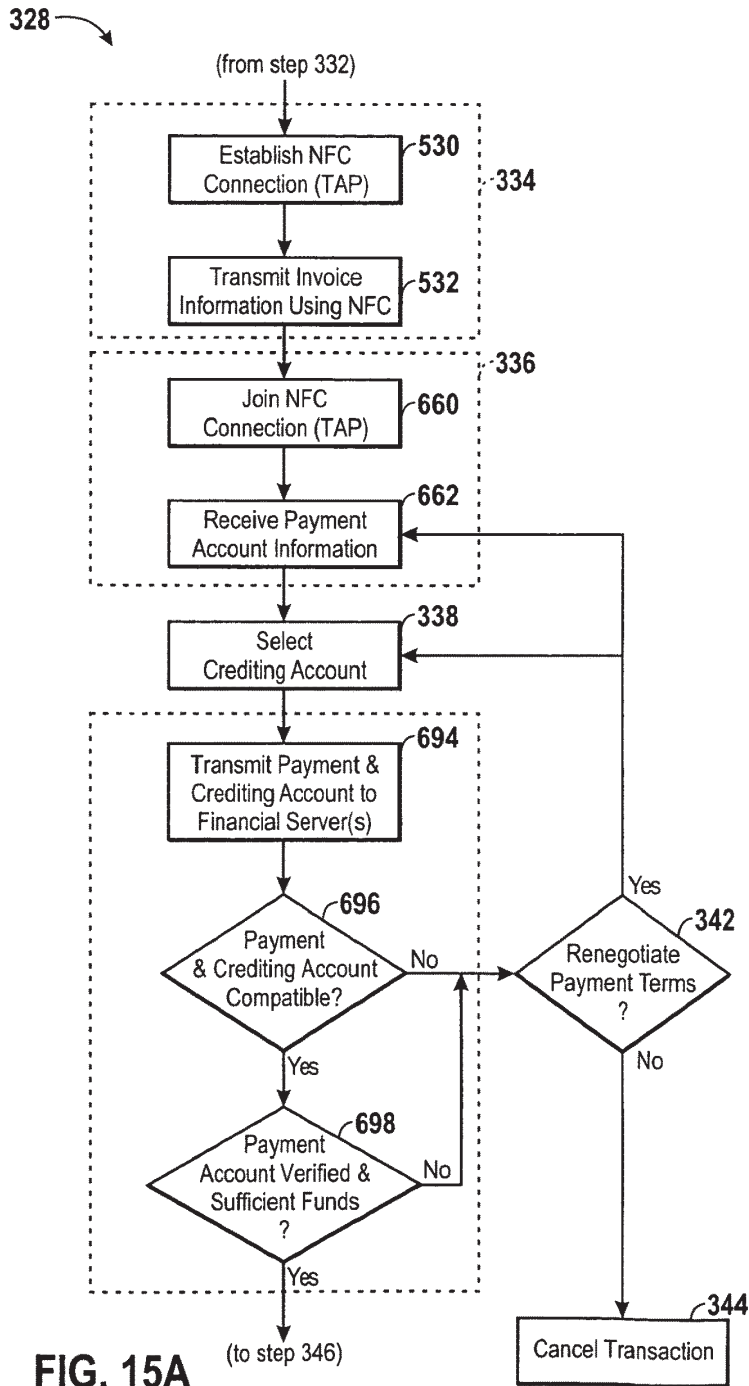 328
(from step 332)
Establish NFC
Connection (TAP)
530
334
Transmit Invoice
Information Using NFC
532
336
Join NFC
Connection (TAP)
660
Receive Payment
Account Information
662
Select
Crediting Account
338
Transmit Payment &
Crediting Account to
Financial Server(s)
694
Payment
& Crediting Account
Compatible?
696
No
Yes
Renegotiate
Payment Terms
?
342
Yes
No
Payment
Account Verified &
Sufficient Funds
?
698
No
Yes
(to step 346)
Cancel Transaction
344
FIG. 15A